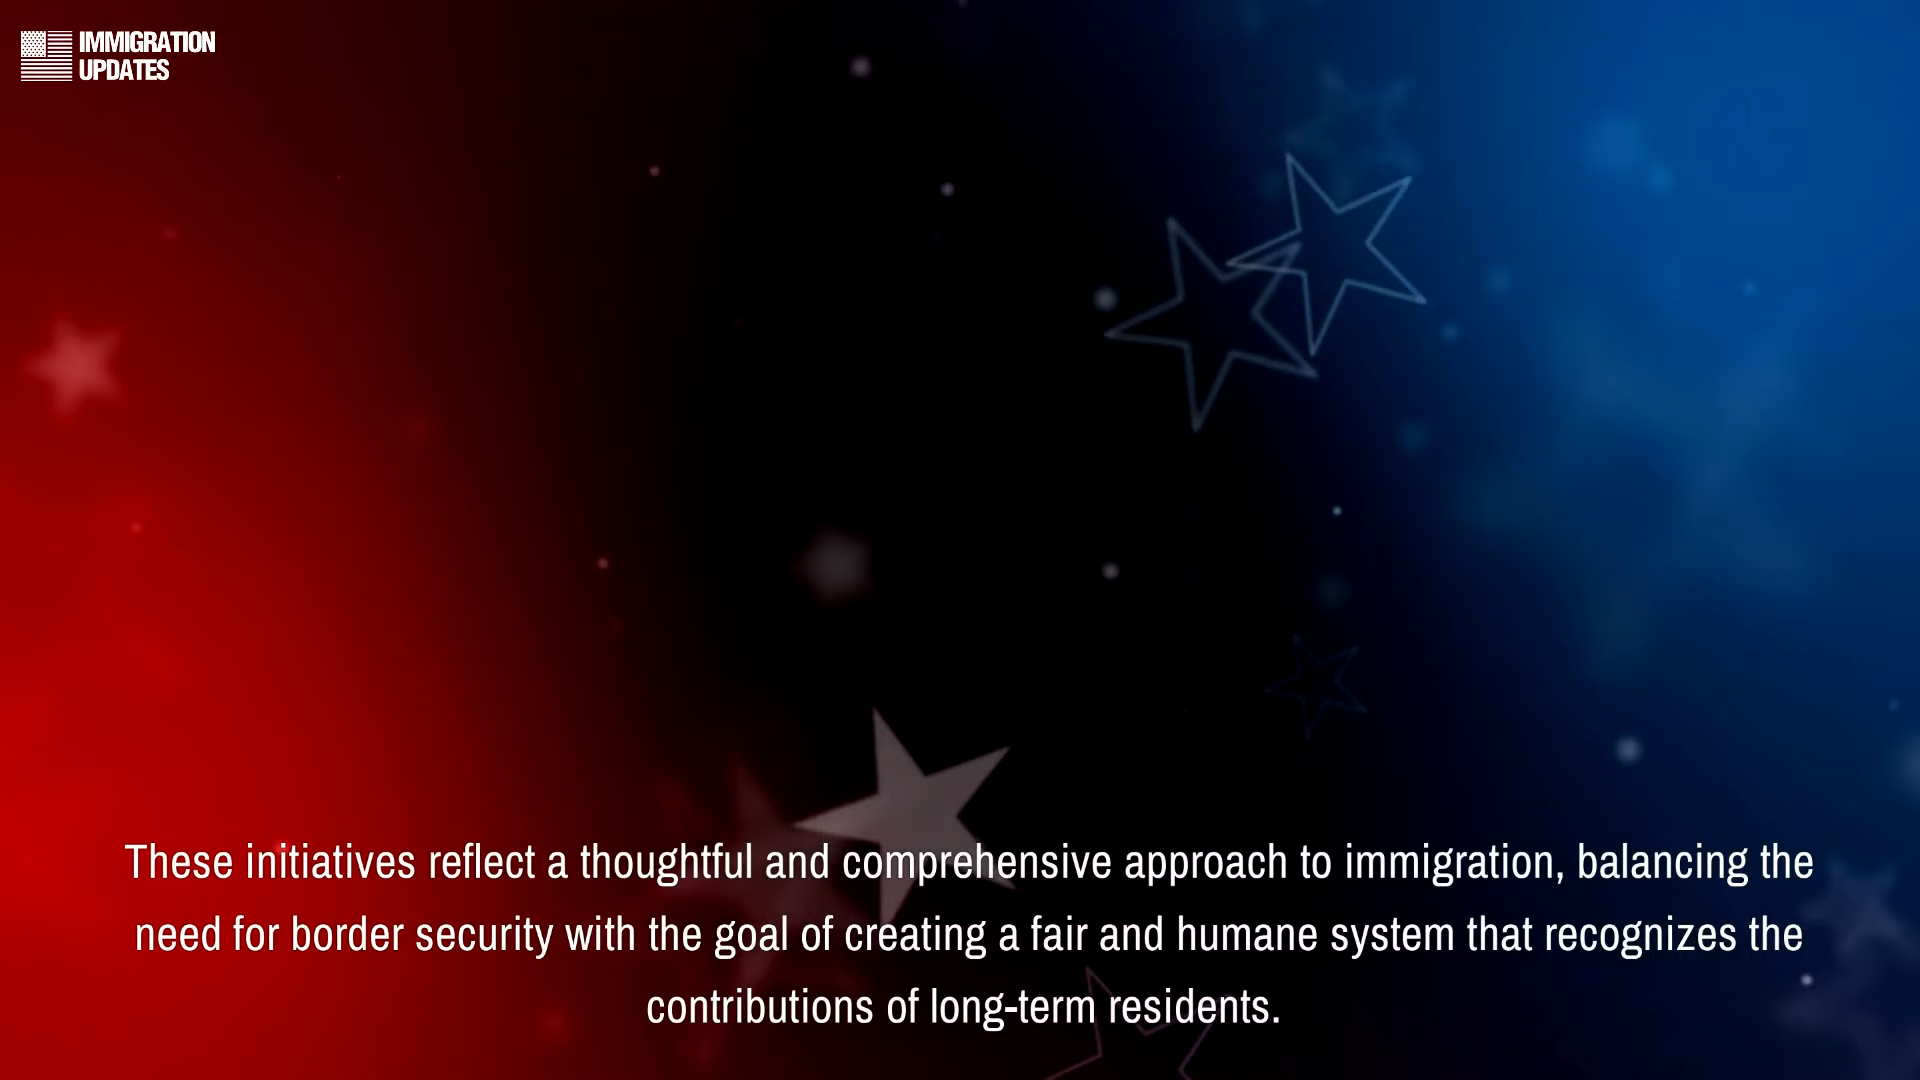 IMMIGRATION
UPDATES
These initiatives reflect a thoughtful and comprehensive approach to immigration, balancing the
need for border security with the goal of creating a fair and humane system that recognizes the
contributions of long-term residents.